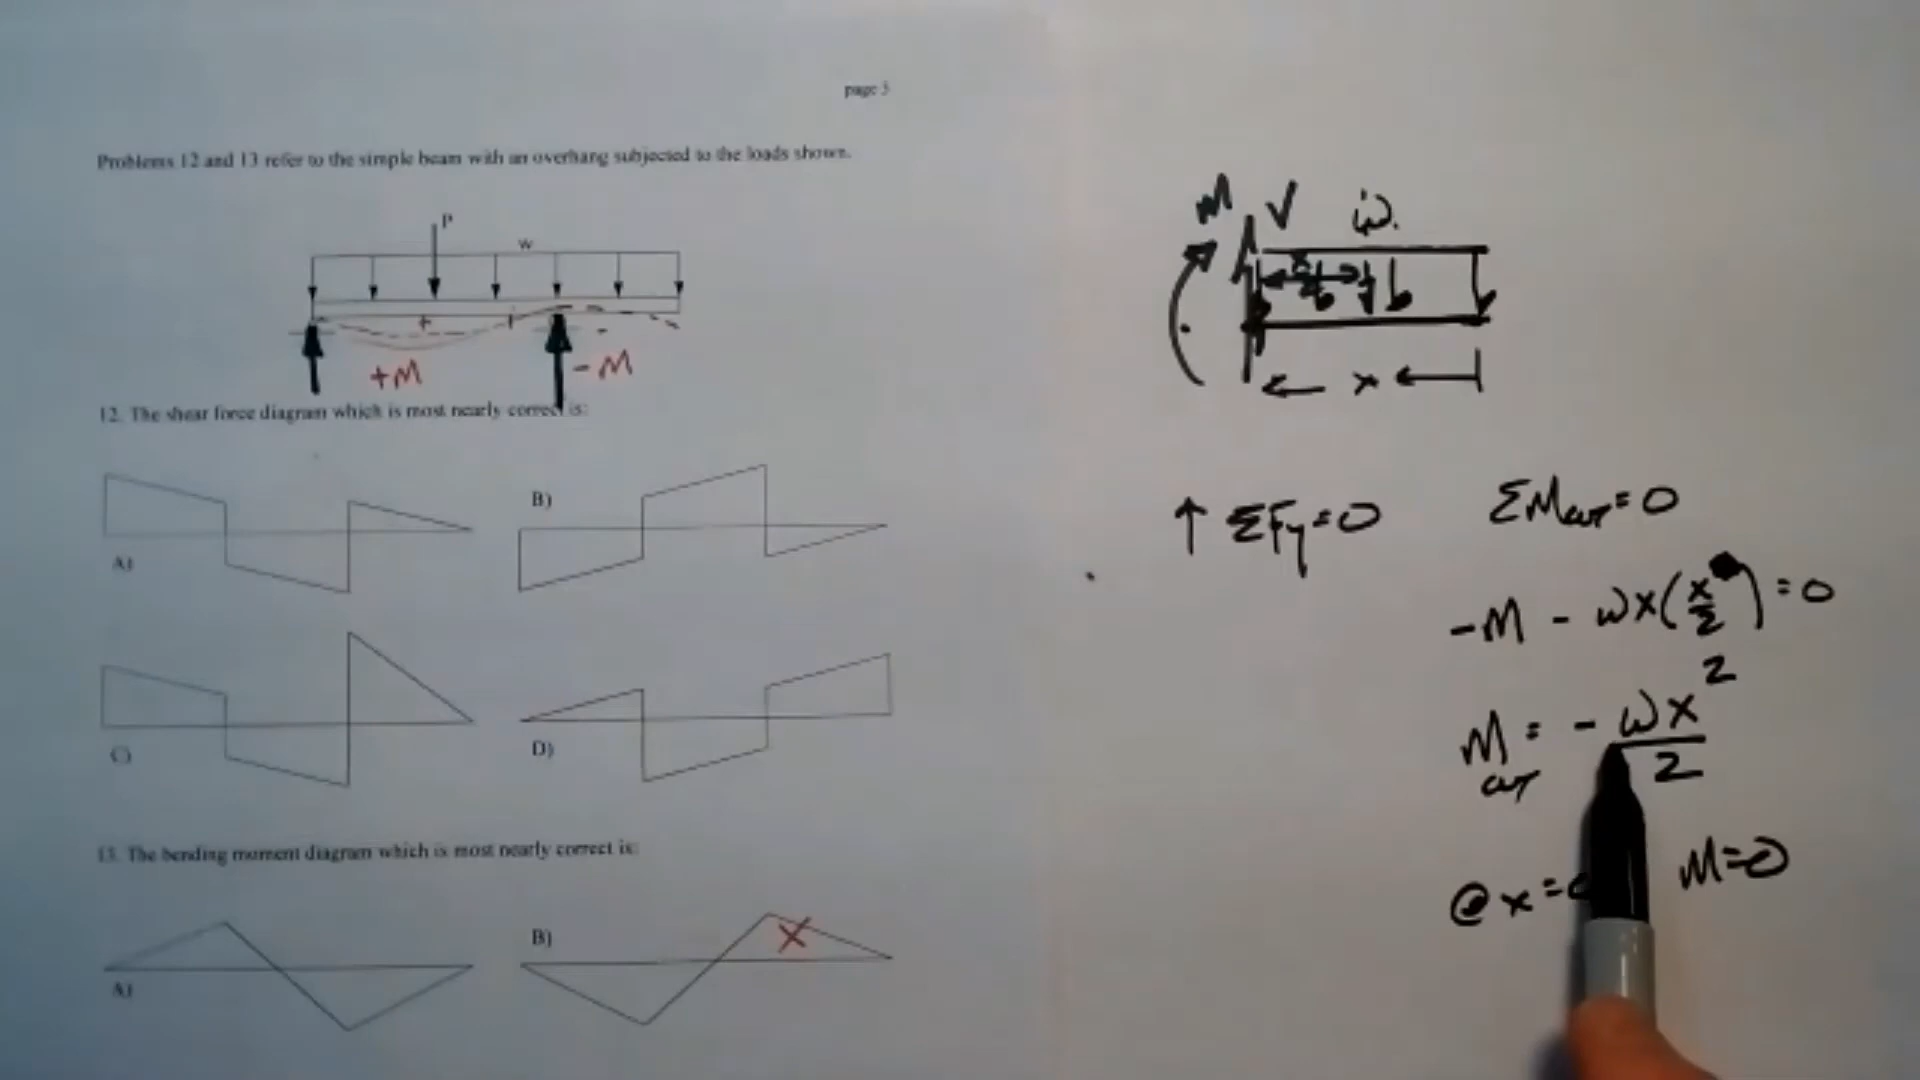 page 5
Problems 12 and 13 refer to the simple beam with an overhang subjected to the loads shown.
P
w
+
-
+M
-M
12. The shear force diagram which is most nearly correct is:
A)
B)
C)
D)
13. The bending moment diagram which is most nearly correct is:
A)
B)
X
M V w
x/2
x
↑ ΣFy=0
ΣMcut=0
-M - wx(x/2)=0
Mcut = -wx²/2
@ x= M=0